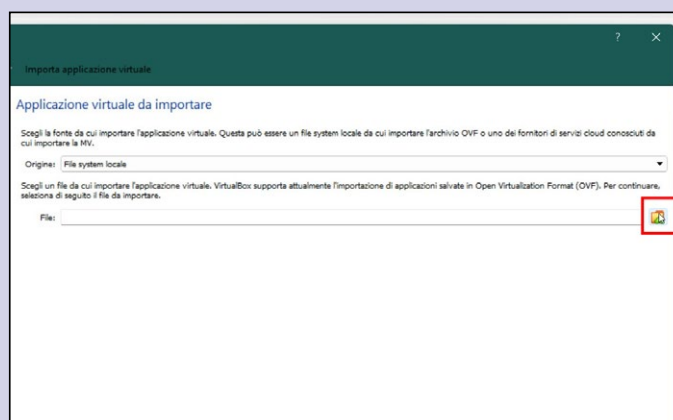 ?
Importa applicazione virtuale
Applicazione virtuale da importare
Scegli la fonte da cui importare l'applicazione virtuale. Questa può essere un file system locale da cui importare l'archivio OVF o uno dei fornitori di servizi cloud conosciuti da
cui importare la MV.
Origine: File system locale
Scegli un file da cui importare l'applicazione virtuale. VirtualBox supporta attualmente l'importazione di applicazioni salvate in Open Virtualization Format (OVF). Per continuare,
seleziona di seguito il file da importare.
File: